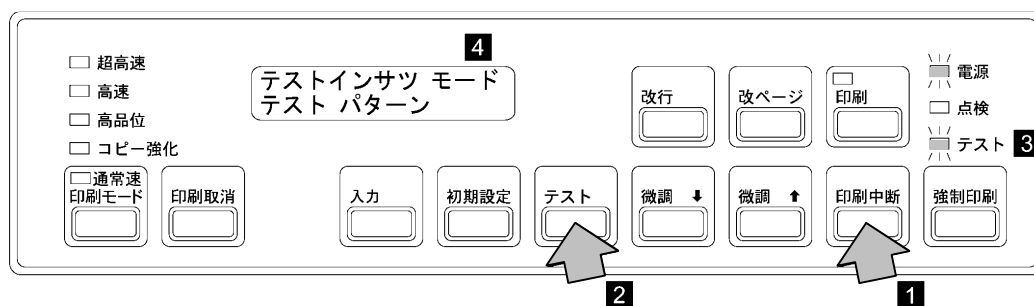 4
超高速
高速
高品位
コピー強化
テストインサツ モード
テスト パターン
改行
改ページ
印刷
電源
点検
テスト 3
通常速
印刷モード
印刷取消
入力
初期設定
テスト
微調 ⬇
微調 ⬆
印刷中断
強制印刷
2
1